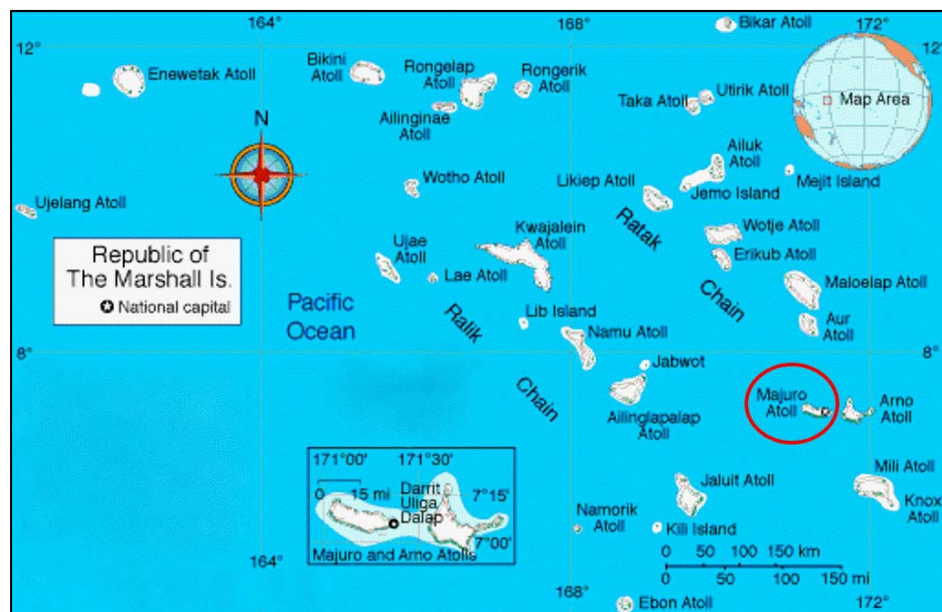 164°
168°
172°
12°
Bikar Atoll
Enewetak Atoll
Bikini
Atoll
Rongelap
Atoll
Rongerik
Atoll
Ailinginae
Atoll
Taka Atoll
Utirik Atoll
Map Area
N
Ailuk
Atoll
Mejit Island
Wotho Atoll
Likiep Atoll
Jemo Island
Ujelang Atoll
Ratak
Chain
Wotje Atoll
Erikub Atoll
Kwajalein
Atoll
Ujae
Atoll
Lae Atoll
Republic of
The Marshall Is.
National capital
Maloelap Atoll
Aur
Atoll
Pacific
Ocean
Ralik
Chain
Lib Island
Namu Atoll
8°
8°
Jabwot
Ailinglapalap
Atoll
Majuro
Atoll
Arno
Atoll
171°00'
171°30'
0
15 mi
Darrit
Uliga
Dalap
7°15'
7°00'
Majuro and Arno Atolls
Jaluit Atoll
Mili Atoll
Knox
Atoll
Namorik
Atoll
Kili Island
0 50 100 150 km
0 50 100 150 mi
164°
168°
172°
Ebon Atoll